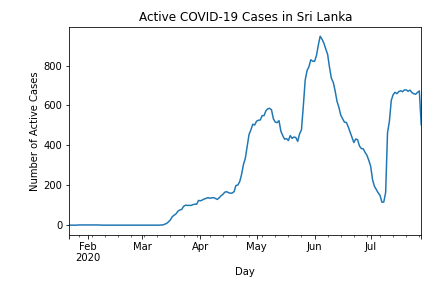 Active COVID-19 Cases in Sri Lanka
Number of Active Cases
800
600
400
200
0
Feb
2020
Mar
Apr
May
Jun
Jul
Day